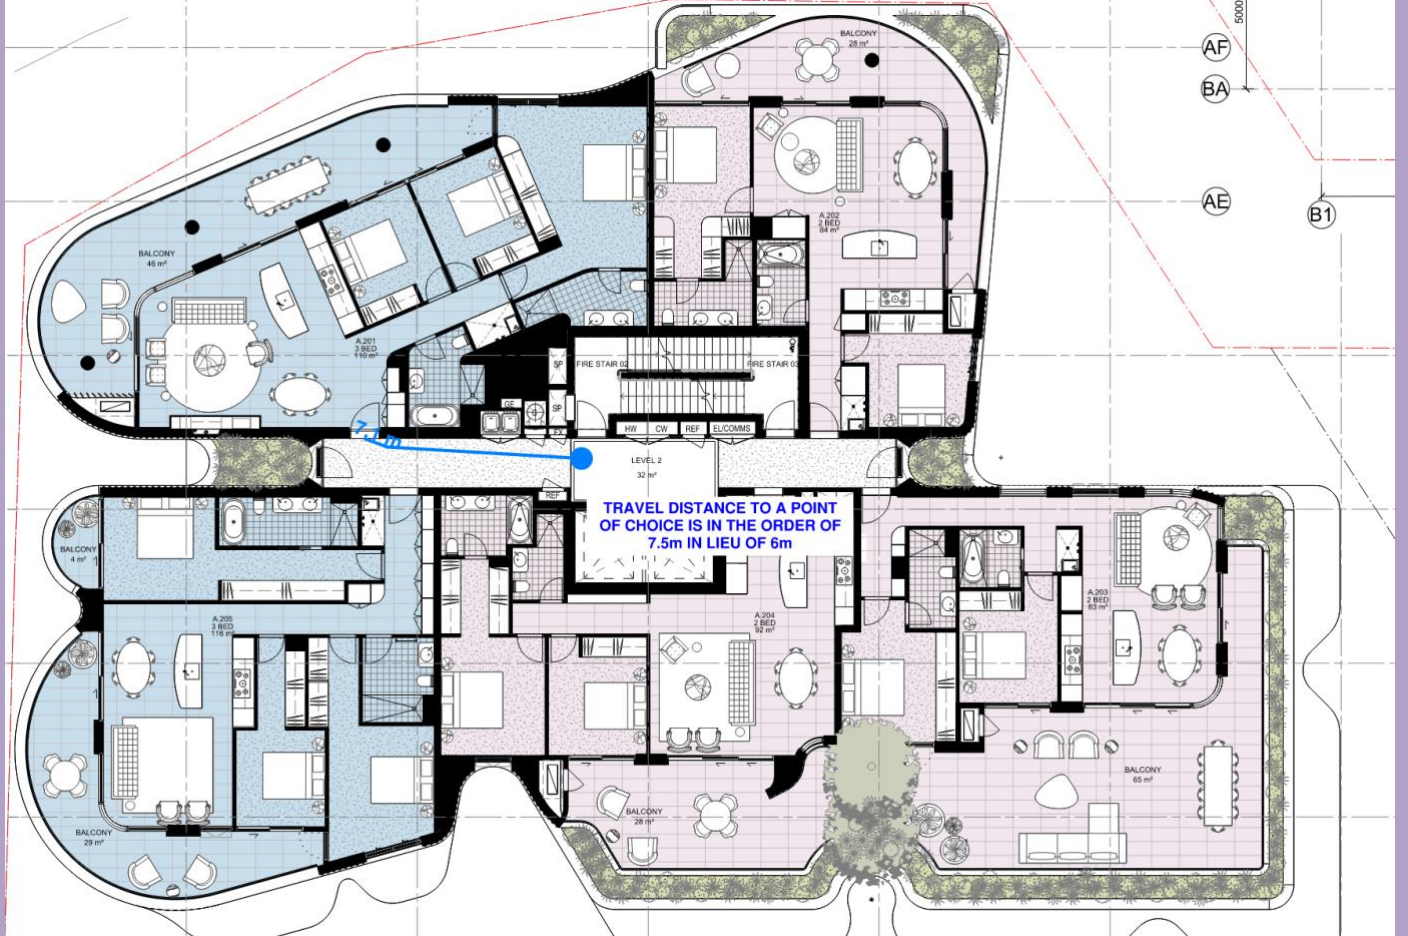 5000
AF
BALCONY
28 m²
BA
AE
B1
A.202
2 BED
84 m²
BALCONY
46 m²
A.201
3 BED
110 m²
FIRE STAIR 02
FIRE STAIR 03
SP
SP
GE
HW
CW
REF
EL/COMMS
7.1 m
LEVEL 2
32 m²
REF
TRAVEL DISTANCE TO A POINT
OF CHOICE IS IN THE ORDER OF
7.5m IN LIEU OF 6m
BALCONY
4 m²
A.205
3 BED
116 m²
A.204
2 BED
92 m²
A.203
2 BED
83 m²
BALCONY
65 m²
BALCONY
28 m²
BALCONY
29 m²